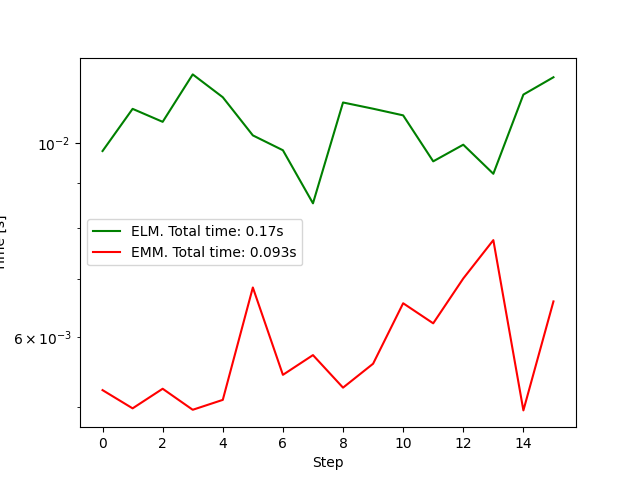 10⁻²
6 × 10⁻³
Time [s]
ELM. Total time: 0.17s
EMM. Total time: 0.093s
0 2 4 6 8 10 12 14
Step